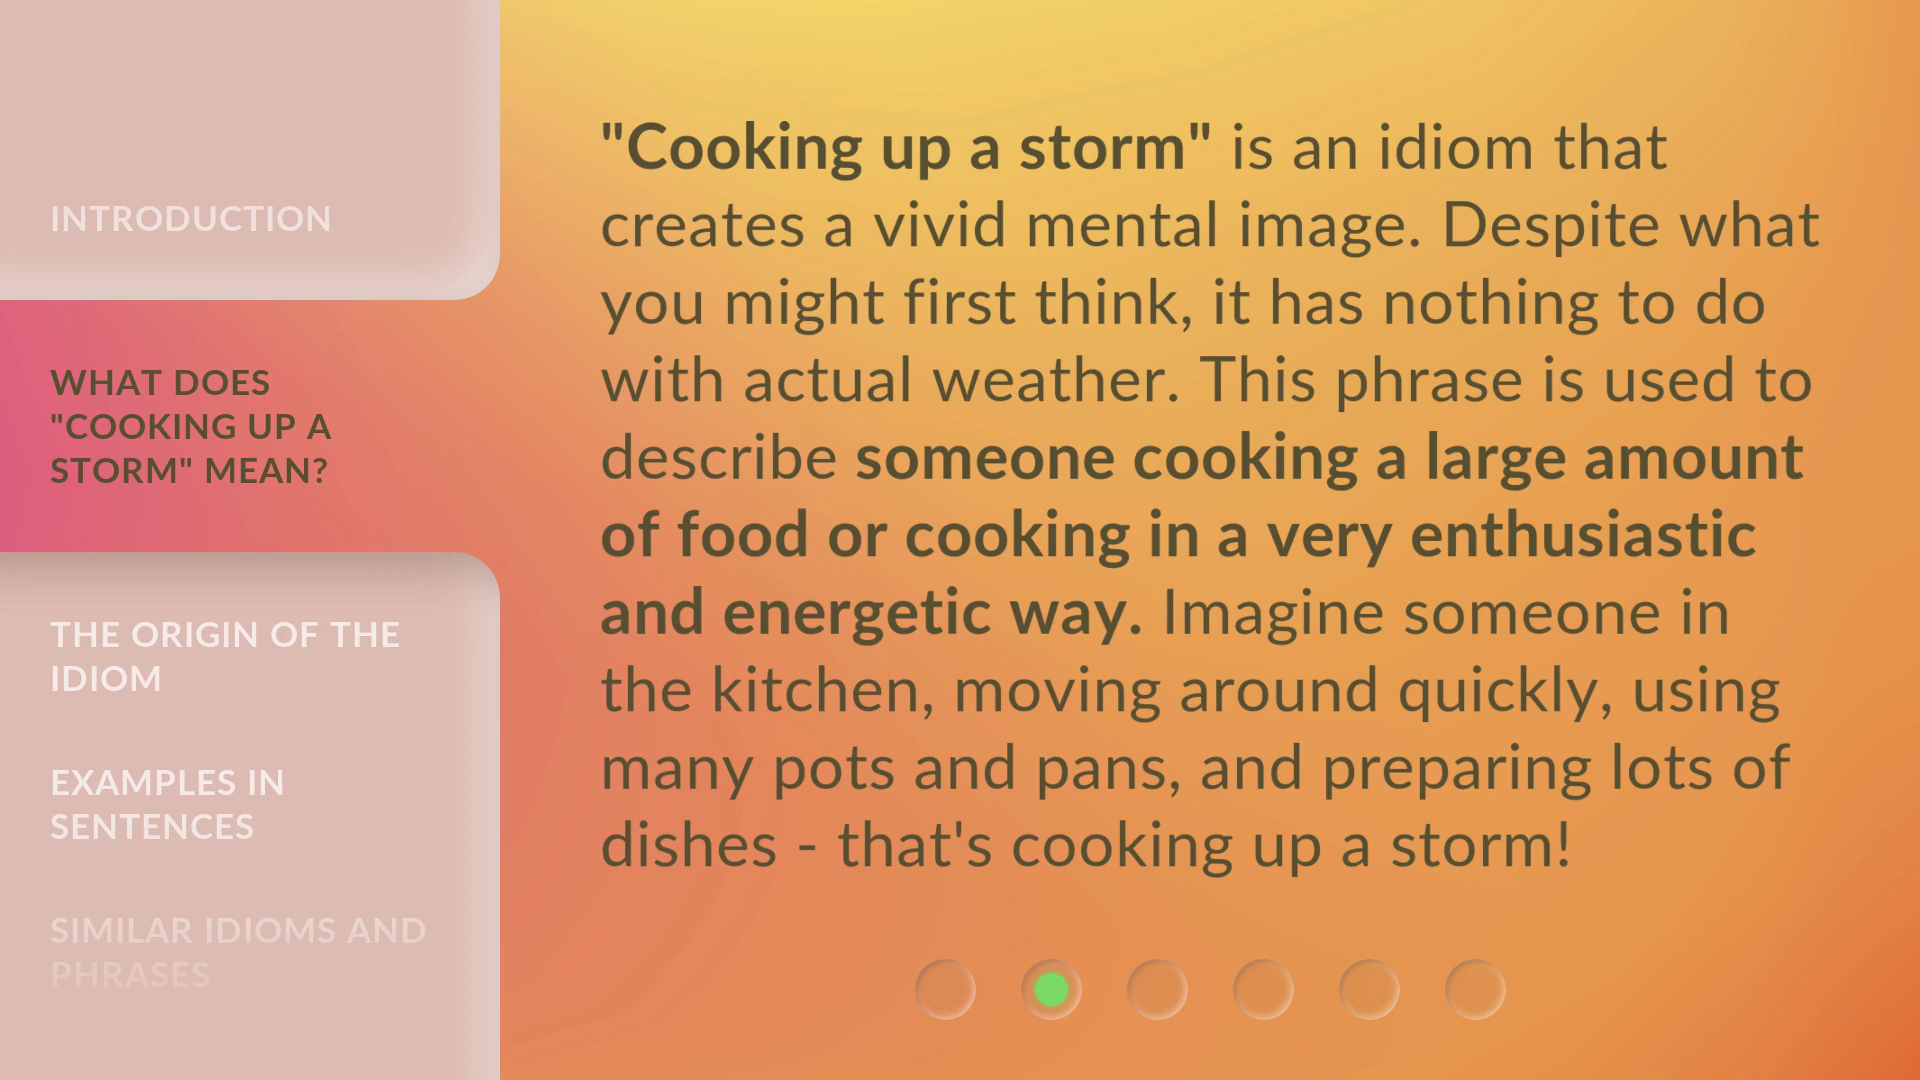 INTRODUCTION
WHAT DOES
"COOKING UP A
STORM" MEAN?
THE ORIGIN OF THE
IDIOM
EXAMPLES IN
SENTENCES
SIMILAR IDIOMS AND
PHRASES
"Cooking up a storm" is an idiom that
creates a vivid mental image. Despite what
you might first think, it has nothing to do
with actual weather. This phrase is used to
describe someone cooking a large amount
of food or cooking in a very enthusiastic
and energetic way. Imagine someone in
the kitchen, moving around quickly, using
many pots and pans, and preparing lots of
dishes - that's cooking up a storm!